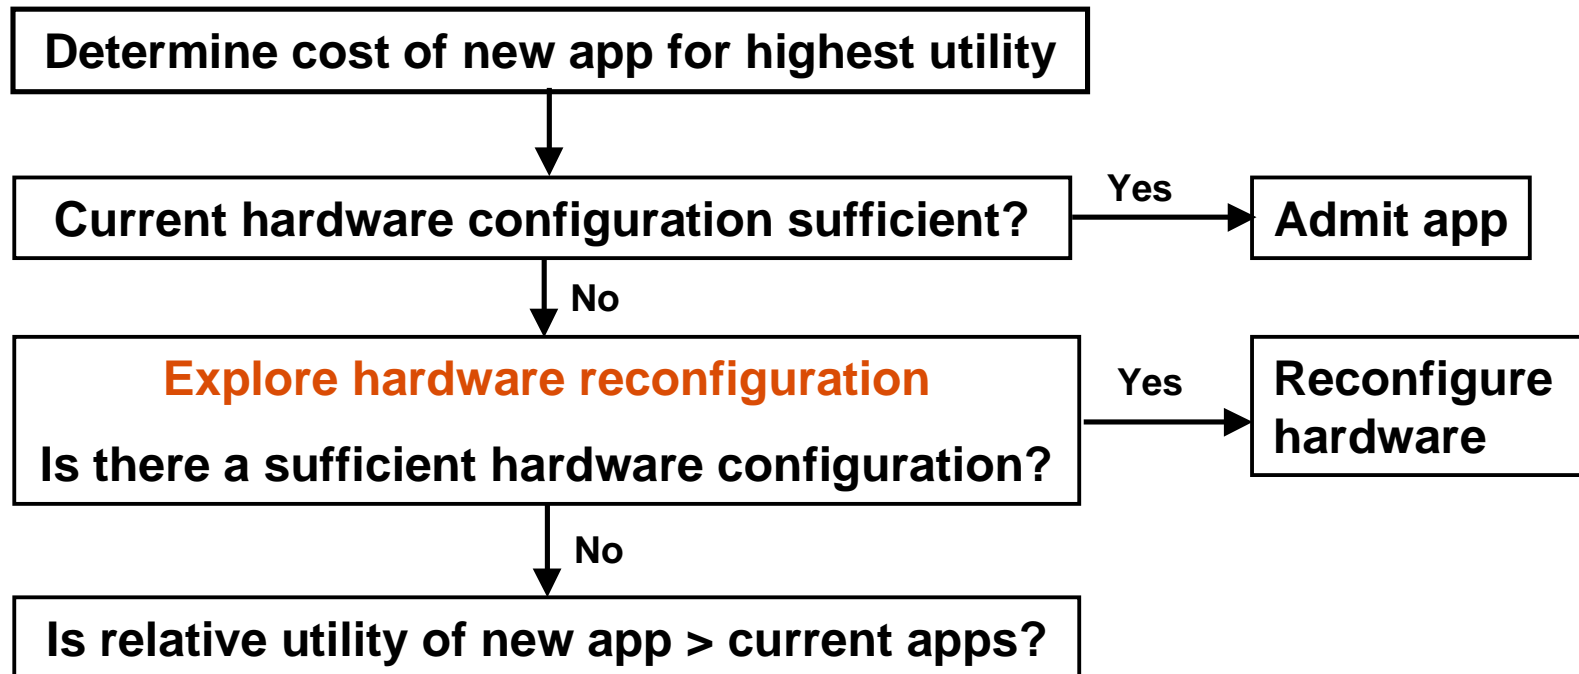 Determine cost of new app for highest utility
Current hardware configuration sufficient?
Yes
Admit app
No
Explore hardware reconfiguration
Is there a sufficient hardware configuration?
Yes
Reconfigure
hardware
No
Is relative utility of new app > current apps?